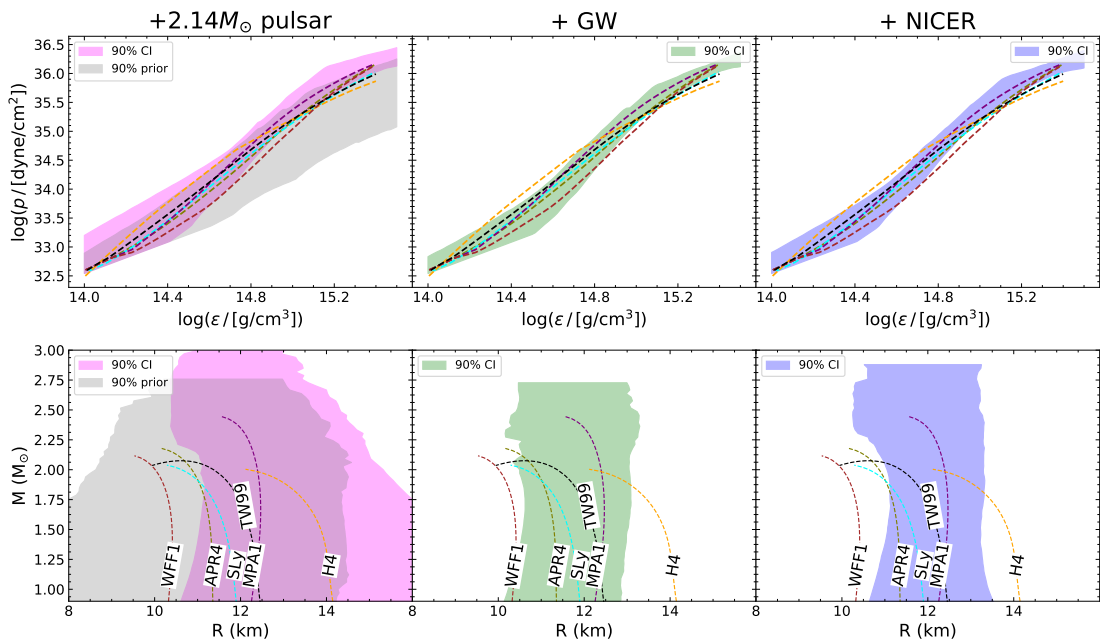 +2.14M☉ pulsar
+ GW
+ NICER
90% CI
90% prior
90% CI
90% CI
log(p / [dyne/cm²])
36.5
36.0
35.5
35.0
34.5
34.0
33.5
33.0
32.5
14.0 14.4 14.8 15.2
14.0 14.4 14.8 15.2
14.0 14.4 14.8 15.2
log(ε / [g/cm³])
log(ε / [g/cm³])
log(ε / [g/cm³])
90% CI
90% prior
90% CI
90% CI
M (M☉)
3.00
2.75
2.50
2.25
2.00
1.75
1.50
1.25
1.00
WFF1
APR4
SLy
MPA1
TW99
H4
WFF1
APR4
SLy
MPA1
TW99
H4
WFF1
APR4
SLy
MPA1
TW99
H4
8 10 12 14 8 10 12 14 8 10 12 14
R (km)
R (km)
R (km)